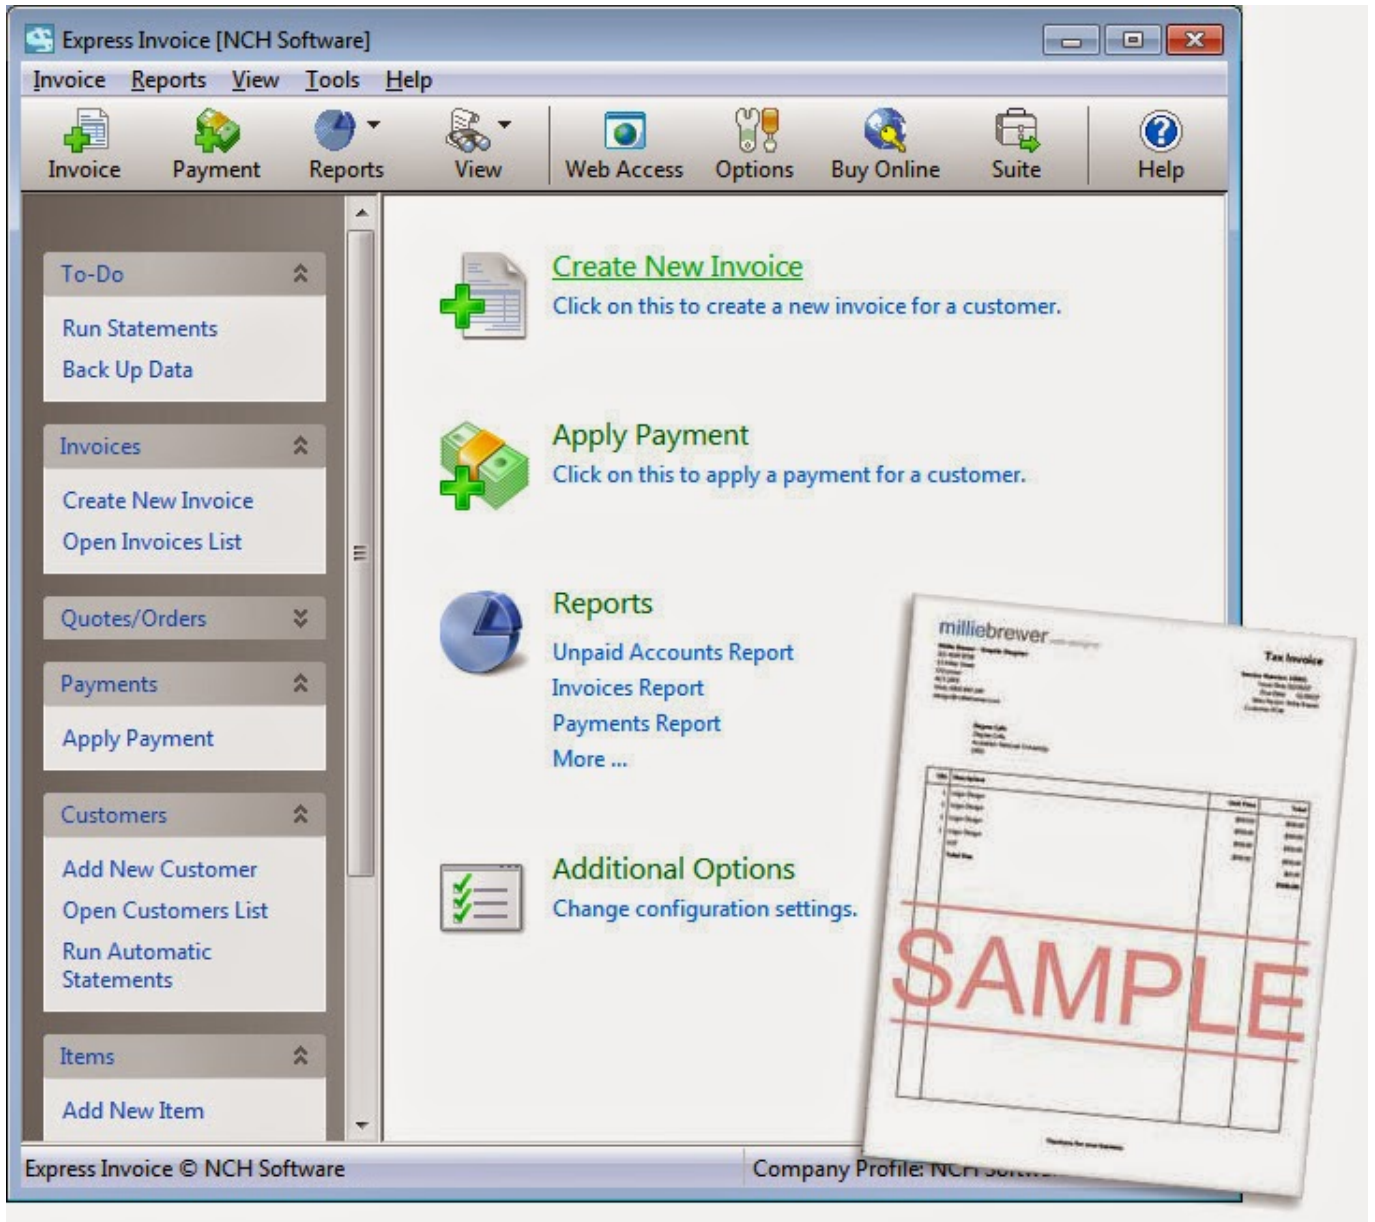 Express Invoice [NCH Software]
Invoice Reports View Tools Help
Invoice Payment Reports View Web Access Options Buy Online Suite Help
To-Do
Run Statements
Back Up Data
Invoices
Create New Invoice
Open Invoices List
Quotes/Orders
Payments
Apply Payment
Customers
Add New Customer
Open Customers List
Run Automatic
Statements
Items
Add New Item
Create New Invoice
Click on this to create a new invoice for a customer.
Apply Payment
Click on this to apply a payment for a customer.
Reports
Unpaid Accounts Report
Invoices Report
Payments Report
More ...
Additional Options
Change configuration settings.
milliebrewer
Tax Invoice
Description
Unit Price
Total
SAMPLE
Express Invoice © NCH Software
Company Profile: NCH